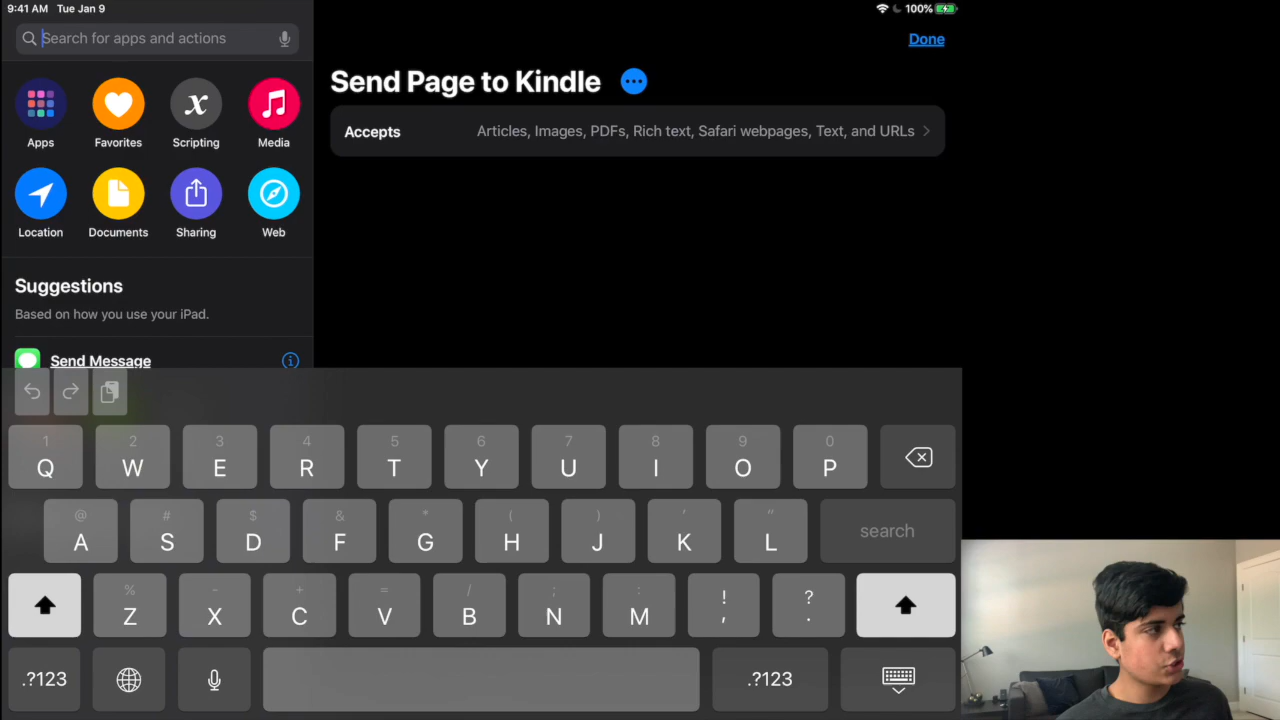 9:41 AM Tue Jan 9
100%
Search for apps and actions
Done
Send Page to Kindle
Accepts Articles, Images, PDFs, Rich text, Safari webpages, Text, and URLs
Apps Favorites Scripting Media
Location Documents Sharing Web
Suggestions
Based on how you use your iPad.
Send Message
1 2 3 4 5 6 7 8 9 0
Q W E R T Y U I O P
@ # $ & * ( ) ' "
A S D F G H J K L search
% - + = / ; : ! ?
Z X C V B N M , .
.?123 .?123